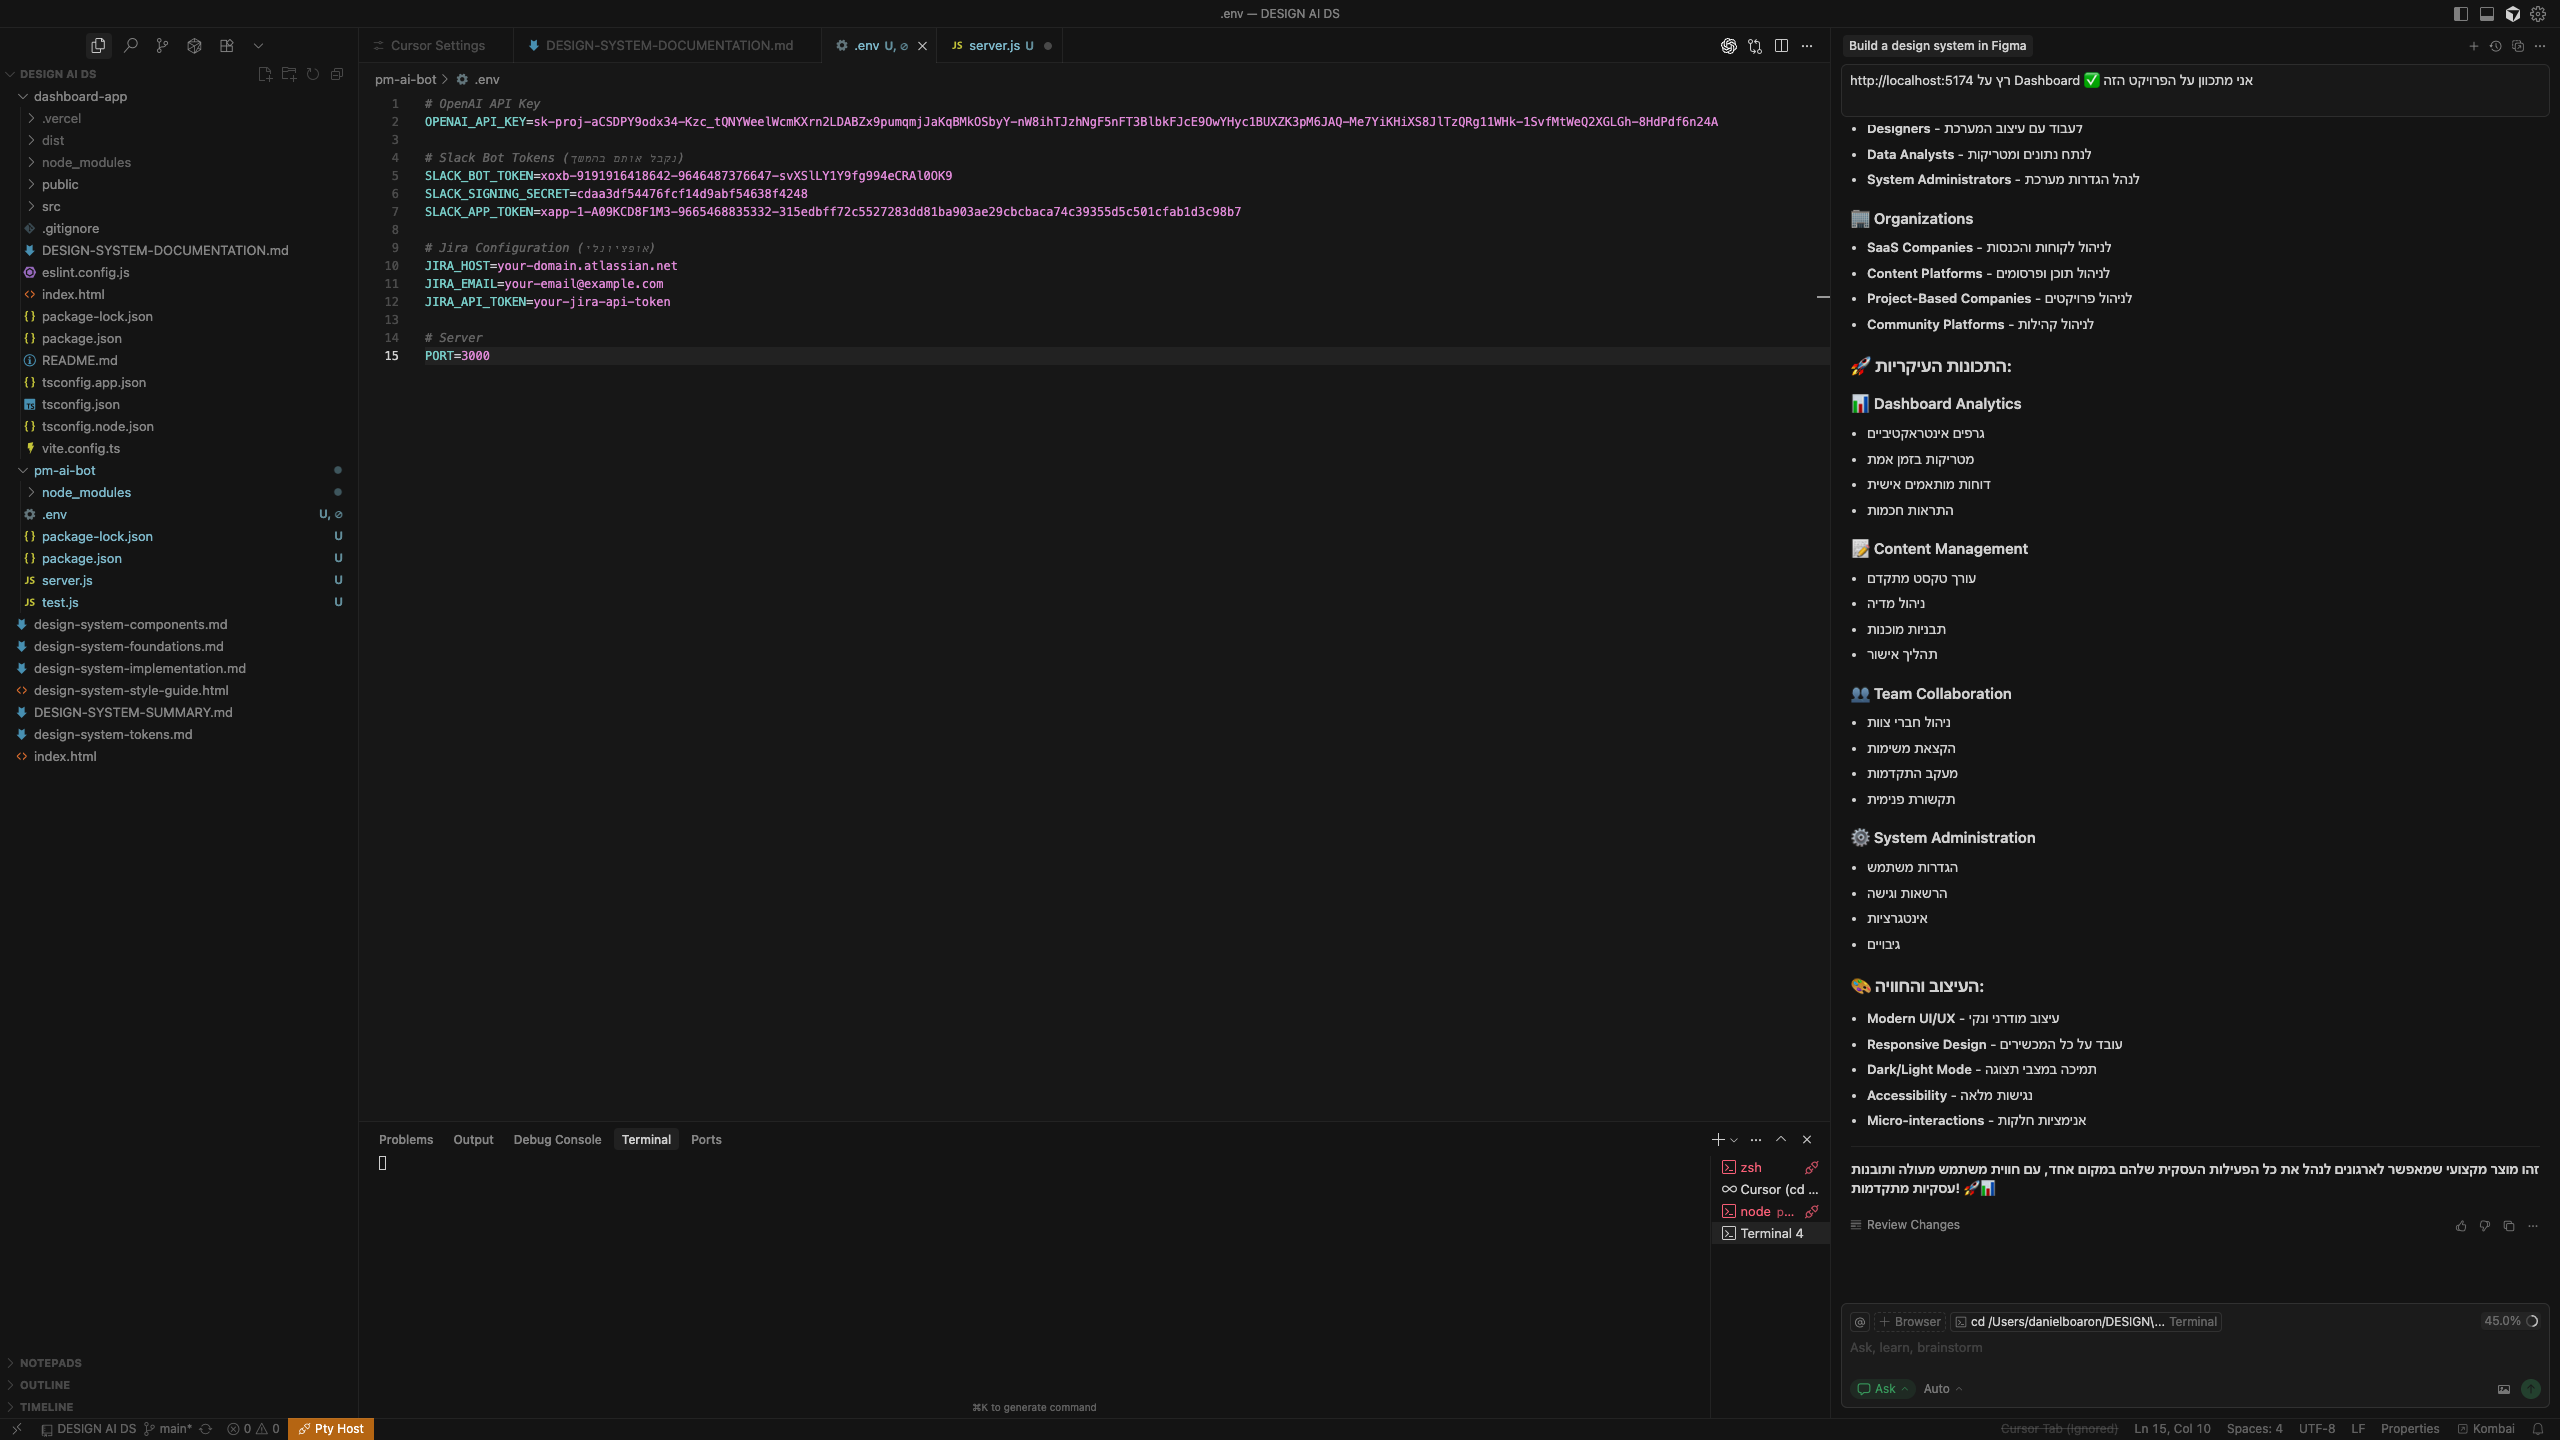 .env — DESIGN AI DS
DESIGN AI DS
dashboard-app
.vercel
dist
node_modules
public
src
.gitignore
DESIGN-SYSTEM-DOCUMENTATION.md
eslint.config.js
index.html
package-lock.json
package.json
README.md
tsconfig.app.json
tsconfig.json
tsconfig.node.json
vite.config.ts
pm-ai-bot
node_modules
.env U,
package-lock.json U
package.json U
server.js U
test.js U
design-system-components.md
design-system-foundations.md
design-system-implementation.md
design-system-style-guide.html
DESIGN-SYSTEM-SUMMARY.md
design-system-tokens.md
index.html
NOTEPADS
OUTLINE
TIMELINE
Cursor Settings DESIGN-SYSTEM-DOCUMENTATION.md .env U, server.js U
pm-ai-bot > .env
1 # OpenAI API Key
2 OPENAI_API_KEY=[REDACTED]
3
4 # Slack Bot Tokens (נקבל אותם בהמשך)
5 SLACK_BOT_TOKEN=[REDACTED]
6 SLACK_SIGNING_SECRET=[REDACTED]
7 SLACK_APP_TOKEN=[REDACTED]
8
9 # Jira Configuration (אופציונלי)
10 JIRA_HOST=your-domain.atlassian.net
11 JIRA_EMAIL=your-email@example.com
12 JIRA_API_TOKEN=your-jira-api-token
13
14 # Server
15 PORT=3000
Problems Output Debug Console Terminal Ports
zsh
Cursor (cd ...
node p...
Terminal 4
⌘K to generate command
Build a design system in Figma
אני מתכוון על הפרויקט הזה ✅ Dashboard רץ על http://localhost:5174
• Designers - לעבוד עם עיצוב המערכת
• Data Analysts - לנתח נתונים ומטריקות
• System Administrators - לנהל הגדרות מערכת
🏢 Organizations
• SaaS Companies - לניהול לקוחות והכנסות
• Content Platforms - לניהול תוכן ופרסומים
• Project-Based Companies - לניהול פרויקטים
• Community Platforms - לניהול קהילות
🚀 התכונות העיקריות:
📊 Dashboard Analytics
• גרפים אינטראקטיביים
• מטריקות בזמן אמת
• דוחות מותאמים אישית
• התראות חכמות
📝 Content Management
• עורך טקסט מתקדם
• ניהול מדיה
• תבניות מוכנות
• תהליך אישור
👥 Team Collaboration
• ניהול חברי צוות
• הקצאת משימות
• מעקב התקדמות
• תקשורת פנימית
⚙️ System Administration
• הגדרות משתמש
• הרשאות וגישה
• אינטגרציות
• גיבויים
🎨 העיצוב והחוויה:
• Modern UI/UX - עיצוב מודרני ונקי
• Responsive Design - עובד על כל המכשירים
• Dark/Light Mode - תמיכה במצבי תצוגה
• Accessibility - נגישות מלאה
• Micro-interactions - אנימציות חלקות
זהו מוצר מקצועי שמאפשר לארגונים לנהל את כל הפעילות העסקית שלהם במקום אחד, עם חווית משתמש מעולה ותובנות
עסקיות מתקדמות! 🚀📊
Review Changes
@ + Browser cd /Users/danielboaron/DESIGN\... Terminal 45.0%
Ask, learn, brainstorm
Ask Auto
DESIGN AI DS main* 0 0 Pty Host
Cursor Tab (Ignored) Ln 15, Col 10 Spaces: 4 UTF-8 LF Properties Kombai